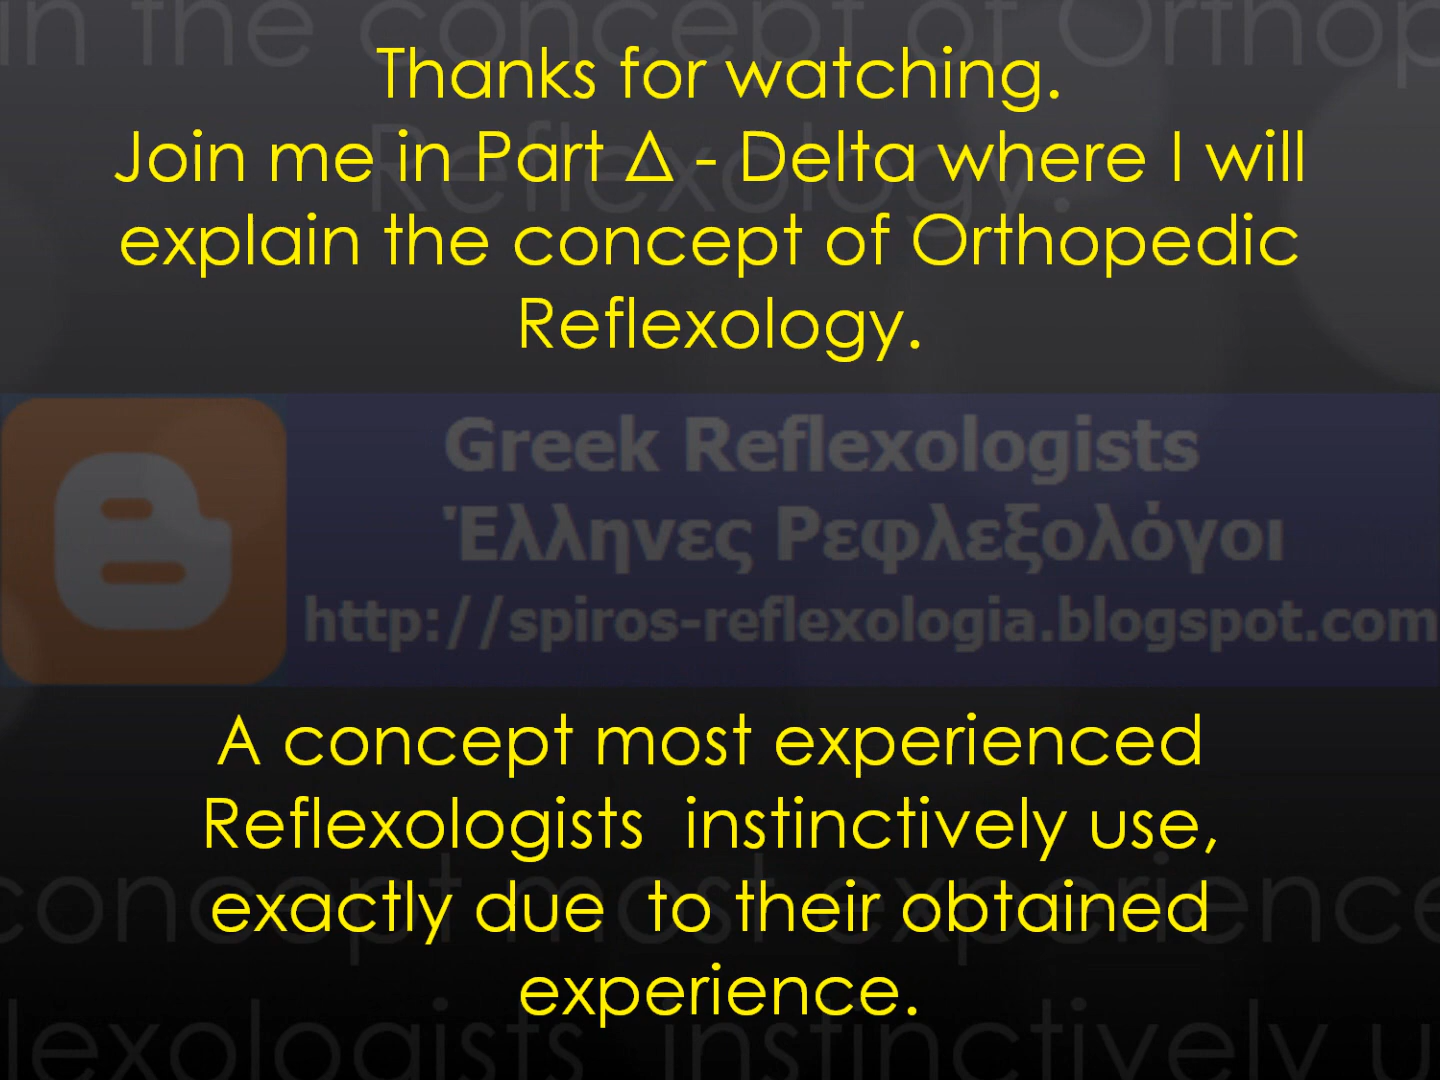 Thanks for watching.
Join me in Part Δ - Delta where I will
explain the concept of Orthopedic
Reflexology.
Greek Reflexologists
Έλληνες Ρεφλεξολόγοι
http://spiros-reflexologia.blogspot.com
A concept most experienced
Reflexologists  instinctively use,
exactly due  to their obtained
experience.